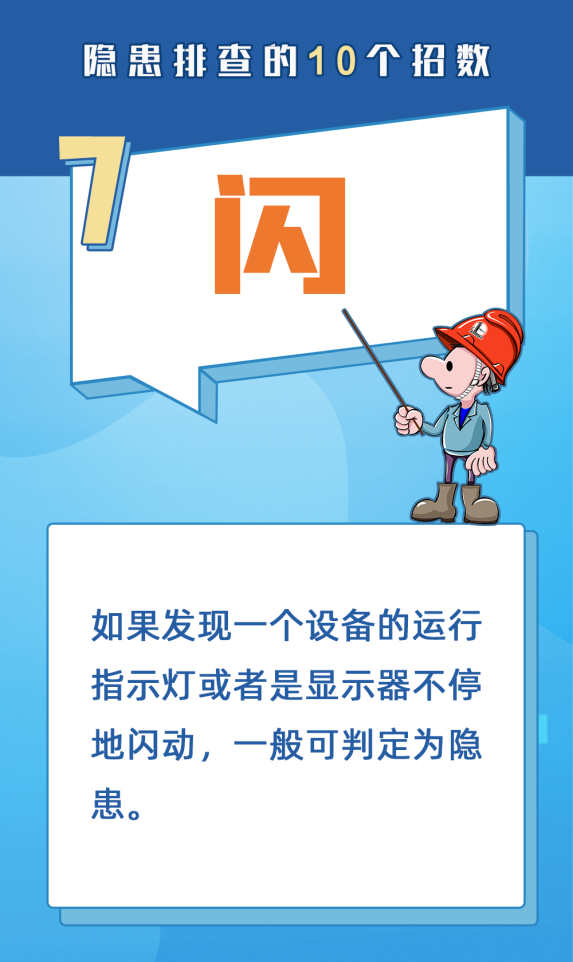 隐患排查的10个招数
7
闪
如果发现一个设备的运行
指示灯或者是显示器不停
地闪动，一般可判定为隐
患。